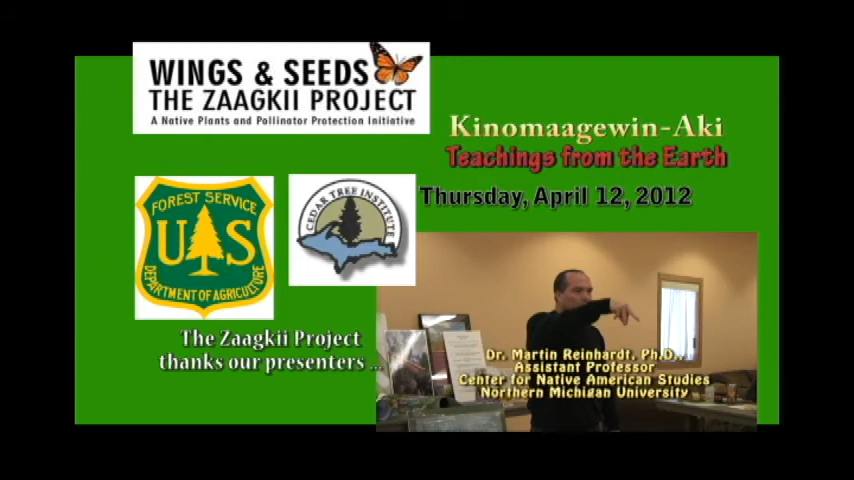 WINGS & SEEDS
THE ZAAGKII PROJECT
A Native Plants and Pollinator Protection Initiative
Kinomaagewin-Aki
Teachings from the Earth
Thursday, April 12, 2012
FOREST SERVICE
U S
DEPARTMENT OF AGRICULTURE
CEDAR TREE INSTITUTE
The Zaagkii Project
thanks our presenters ...
Dr. Martin Reinhardt, Ph.D.,
Assistant Professor
Center for Native American Studies
Northern Michigan University